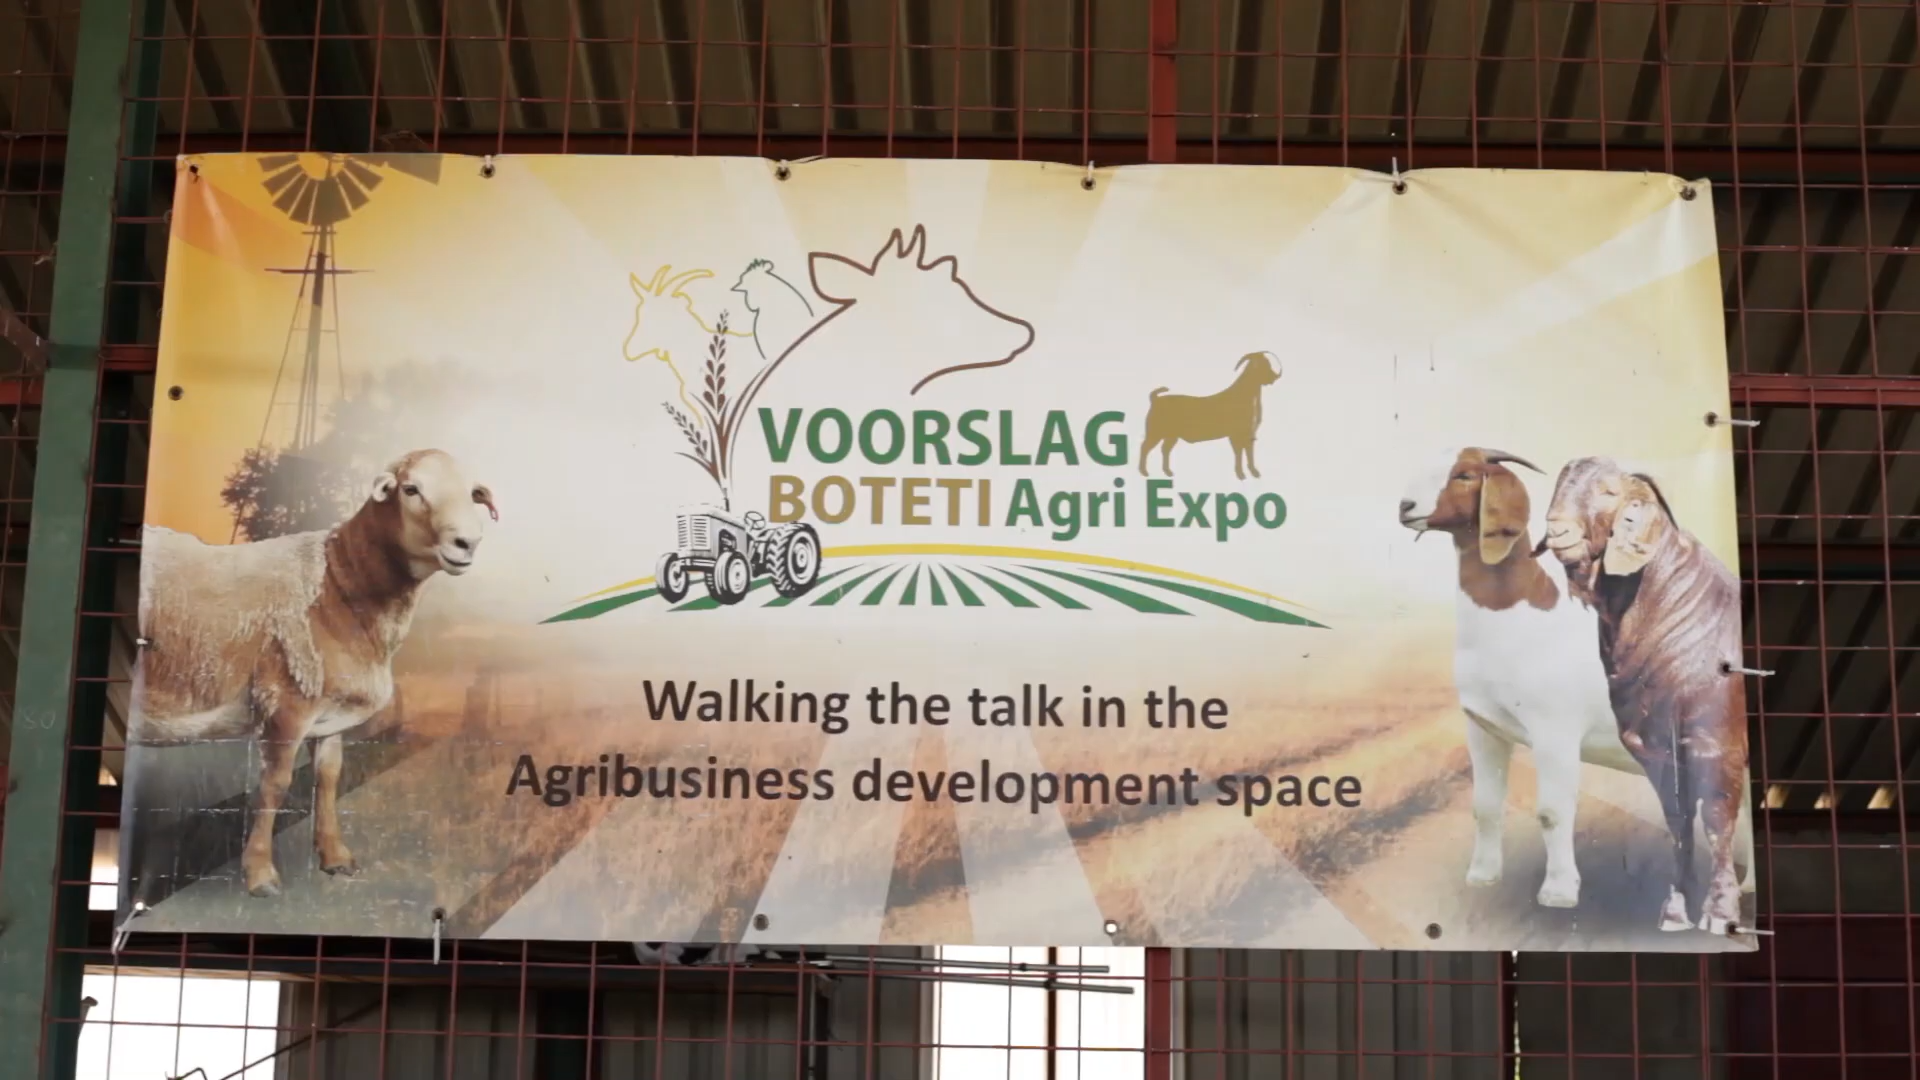 VOORSLAG
BOTETI Agri Expo
Walking the talk in the
Agribusiness development space